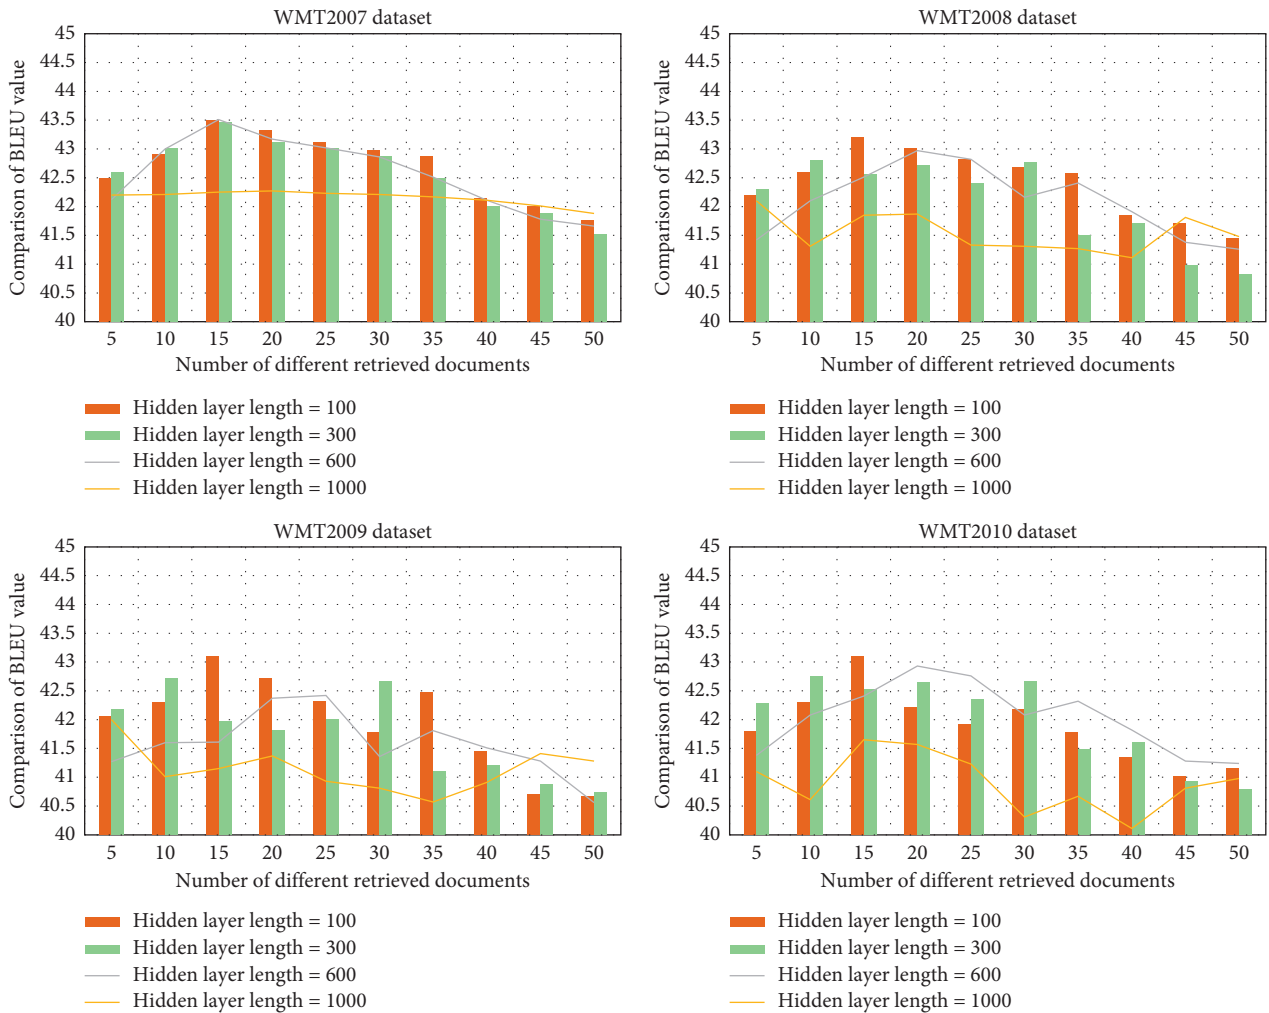 WMT2007 dataset
Comparison of BLEU value
45
44.5
44
43.5
43
42.5
42
41.5
41
40.5
40
5 10 15 20 25 30 35 40 45 50
Number of different retrieved documents
Hidden layer length = 100
Hidden layer length = 300
Hidden layer length = 600
Hidden layer length = 1000
WMT2008 dataset
Comparison of BLEU value
45
44.5
44
43.5
43
42.5
42
41.5
41
40.5
40
5 10 15 20 25 30 35 40 45 50
Number of different retrieved documents
Hidden layer length = 100
Hidden layer length = 300
Hidden layer length = 600
Hidden layer length = 1000
WMT2009 dataset
Comparison of BLEU value
45
44.5
44
43.5
43
42.5
42
41.5
41
40.5
40
5 10 15 20 25 30 35 40 45 50
Number of different retrieved documents
Hidden layer length = 100
Hidden layer length = 300
Hidden layer length = 600
Hidden layer length = 1000
WMT2010 dataset
Comparison of BLEU value
45
44.5
44
43.5
43
42.5
42
41.5
41
40.5
40
5 10 15 20 25 30 35 40 45 50
Number of different retrieved documents
Hidden layer length = 100
Hidden layer length = 300
Hidden layer length = 600
Hidden layer length = 1000